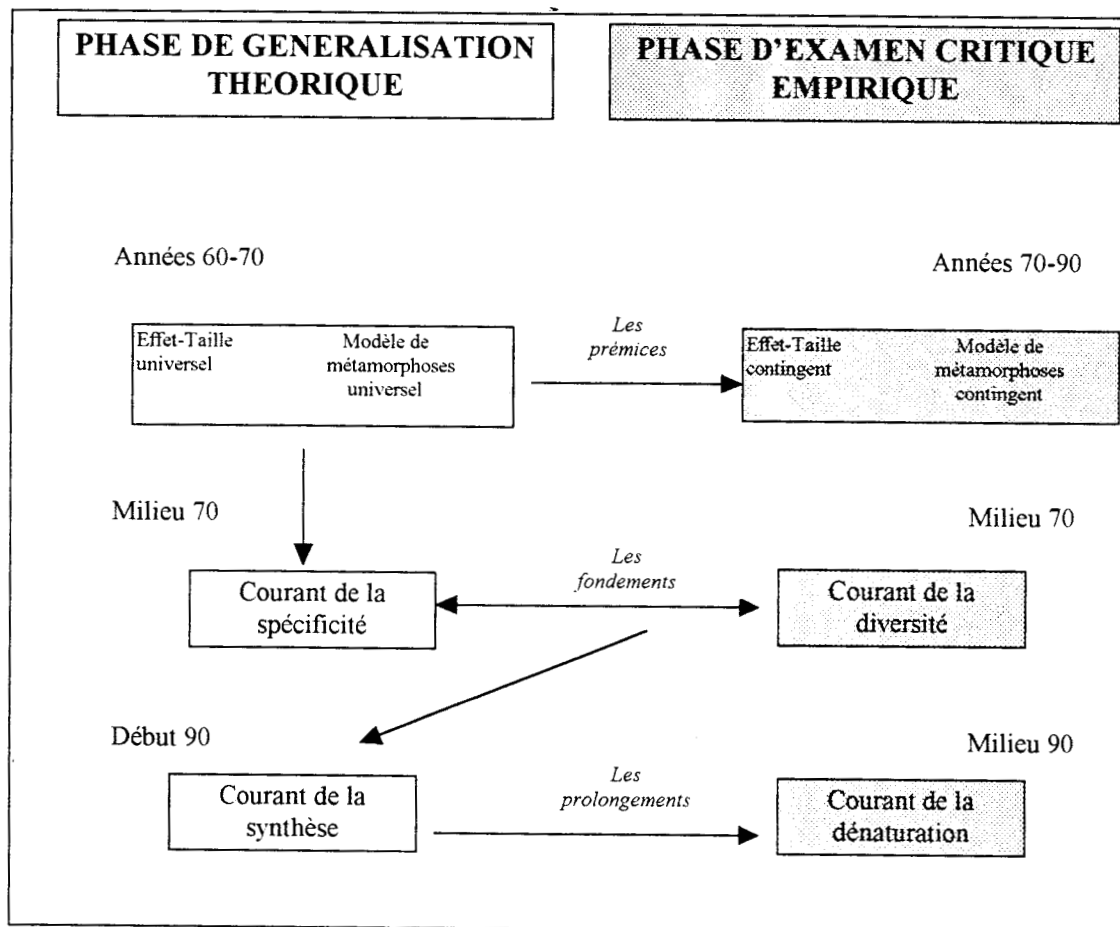 PHASE DE GENERALISATION
THEORIQUE
PHASE D'EXAMEN CRITIQUE
EMPIRIQUE
Années 60-70
Années 70-90
Effet-Taille
universel
Modèle de
métamorphoses
universel
Les
prémices
Effet-Taille
contingent
Modèle de
métamorphoses
contingent
Milieu 70
Milieu 70
Courant de la
spécificité
Les
fondements
Courant de la
diversité
Début 90
Milieu 90
Courant de la
synthèse
Les
prolongements
Courant de la
dénaturation